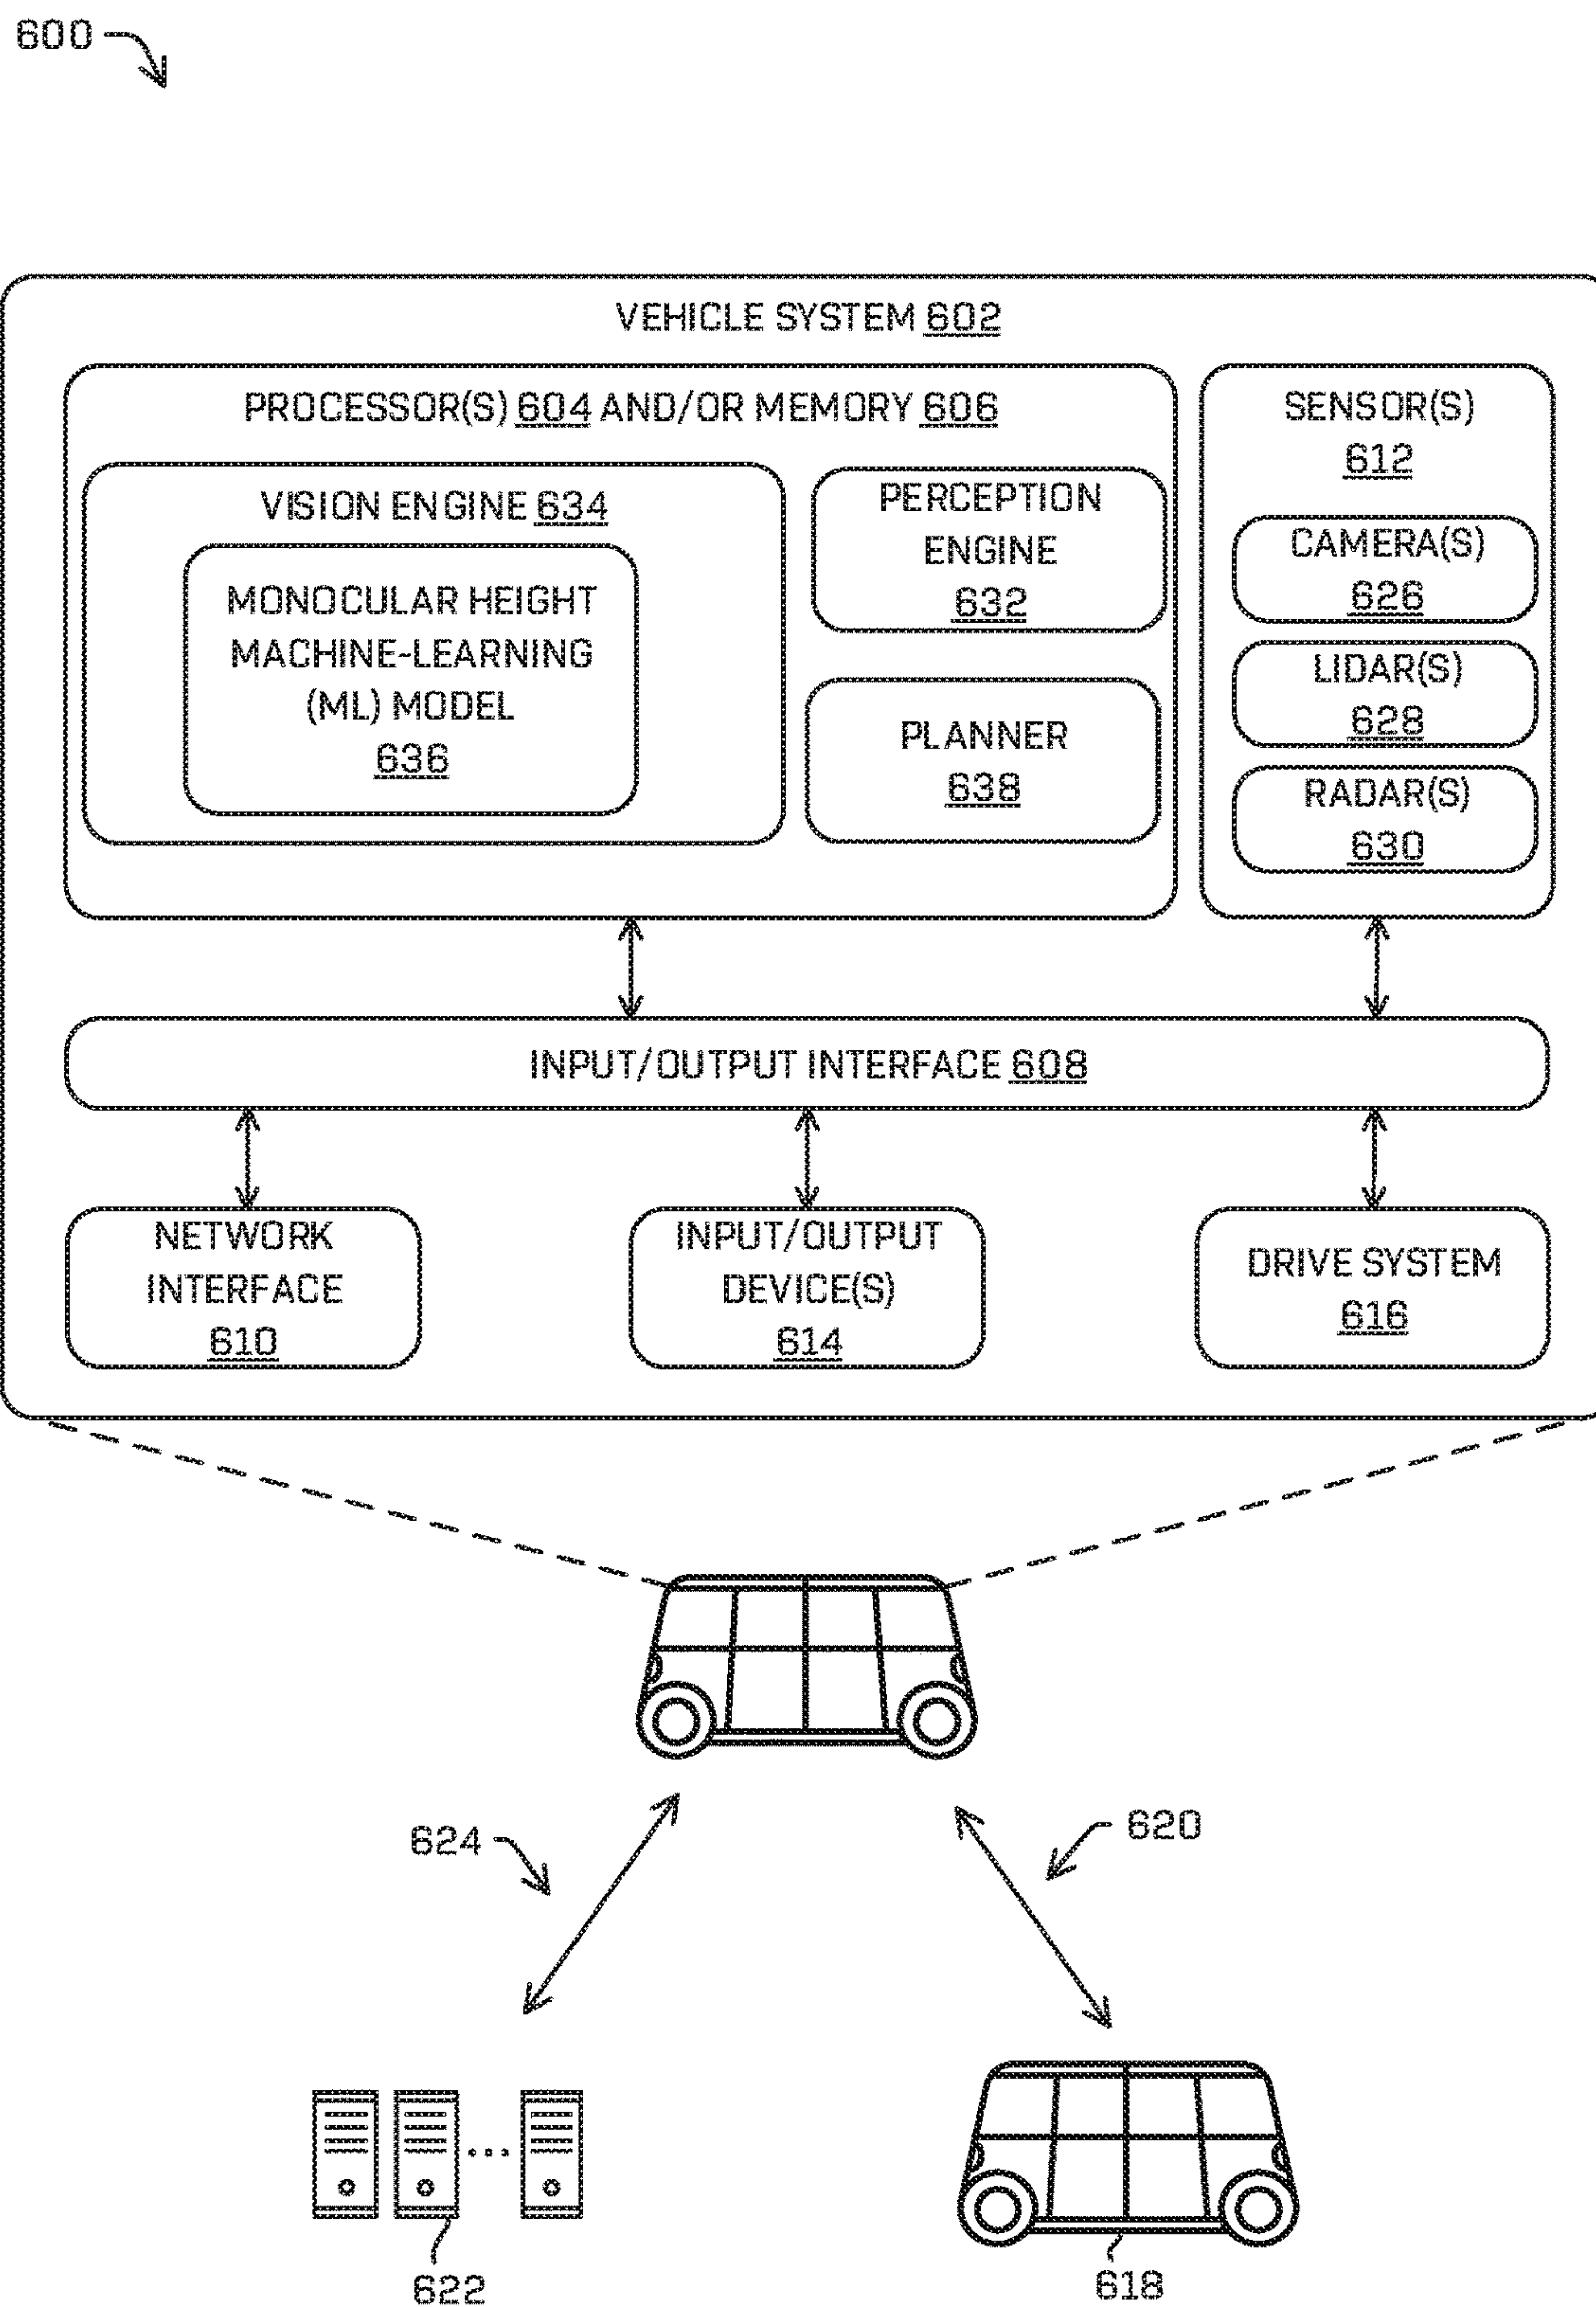 600
VEHICLE SYSTEM 602
PROCESSOR(S) 604 AND/OR MEMORY 606
VISION ENGINE 634
MONOCULAR HEIGHT
MACHINE-LEARNING
(ML) MODEL
636
PERCEPTION
ENGINE
632
PLANNER
638
SENSOR(S)
612
CAMERA(S)
626
LIDAR(S)
628
RADAR(S)
630
INPUT/OUTPUT INTERFACE 608
NETWORK
INTERFACE
610
INPUT/OUTPUT
DEVICE(S)
614
DRIVE SYSTEM
616
624
620
622
618